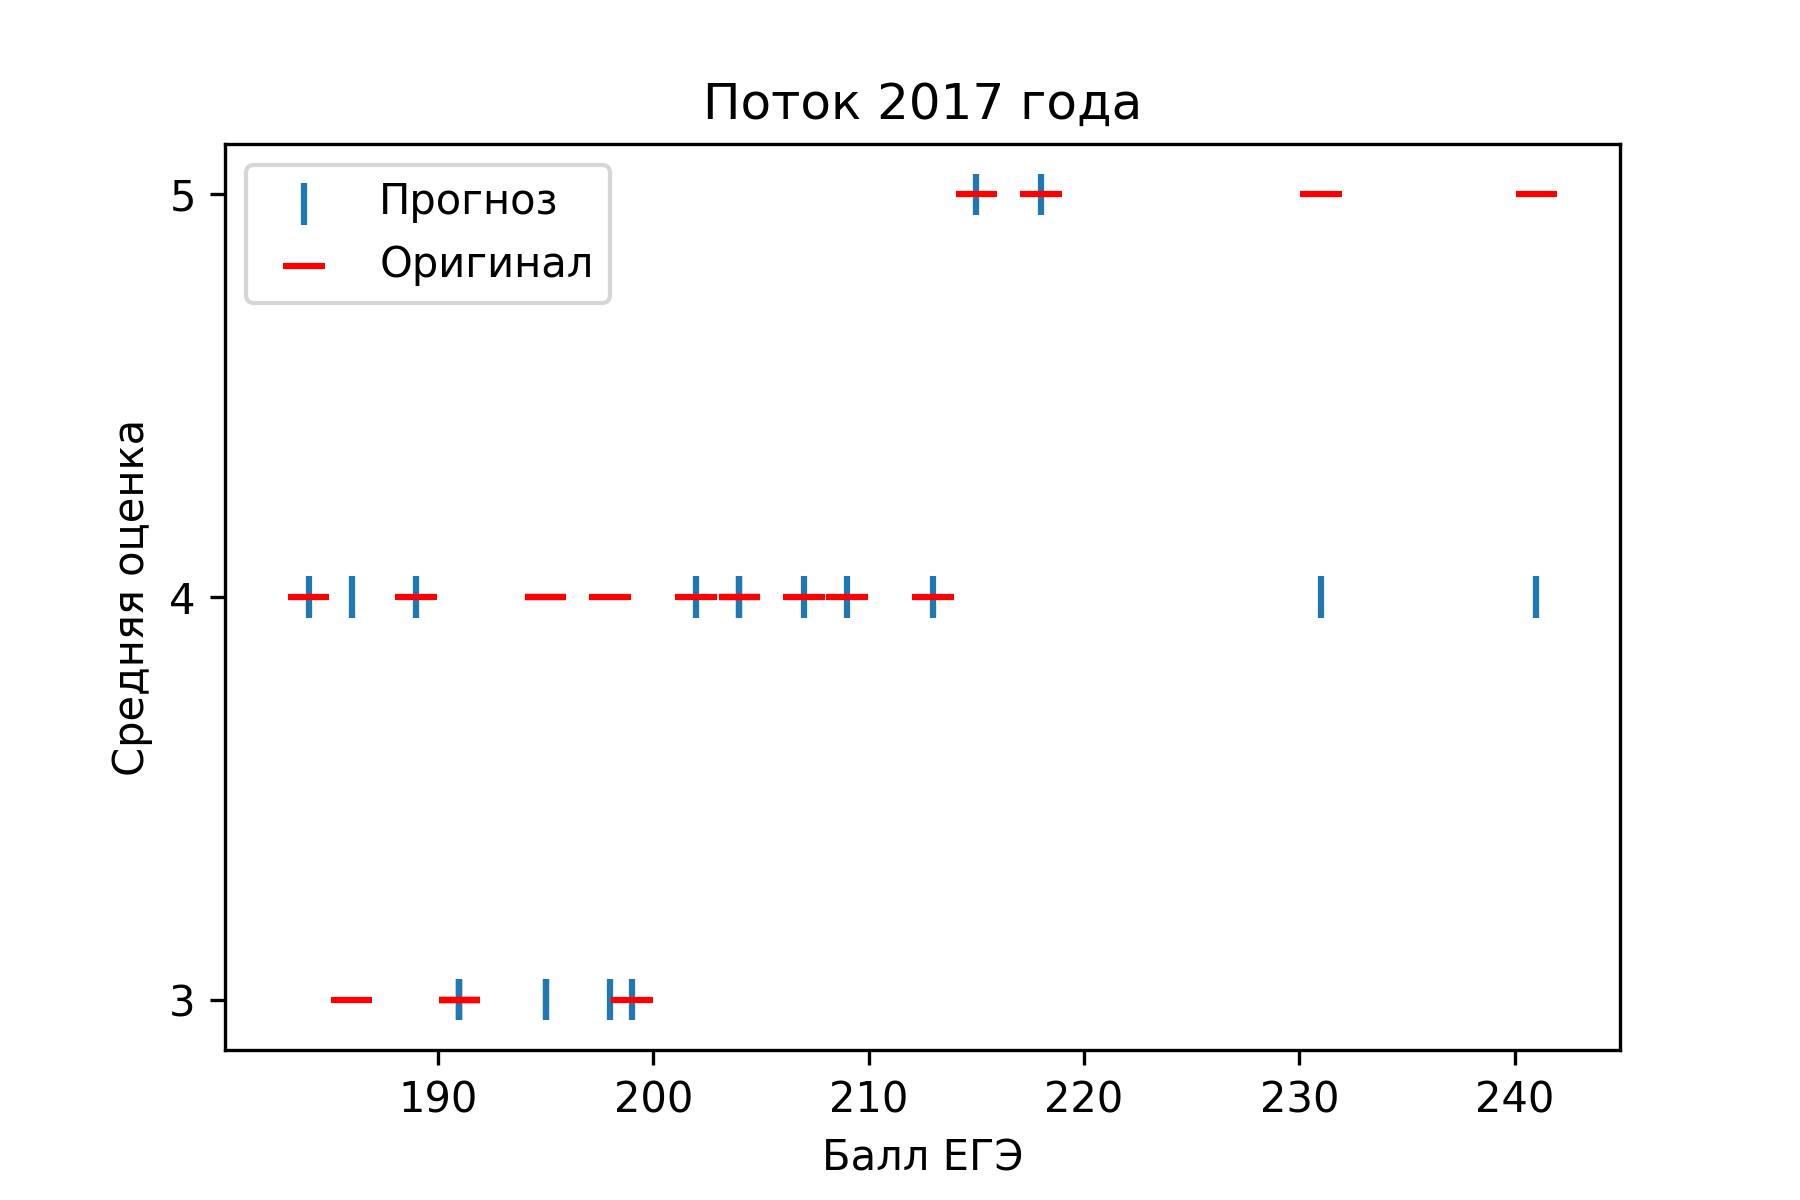 Поток 2017 года
Прогноз
Оригинал
5
4
3
Средняя оценка
190 200 210 220 230 240
Балл ЕГЭ